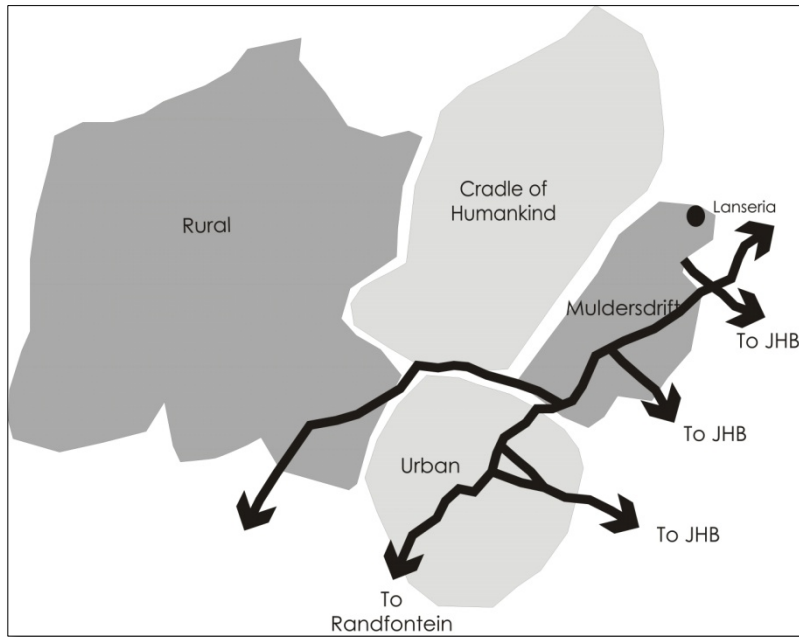 Cradle of
Humankind
Rural
Lanseria
Muldersdrift
To JHB
To JHB
Urban
To JHB
To
Randfontein